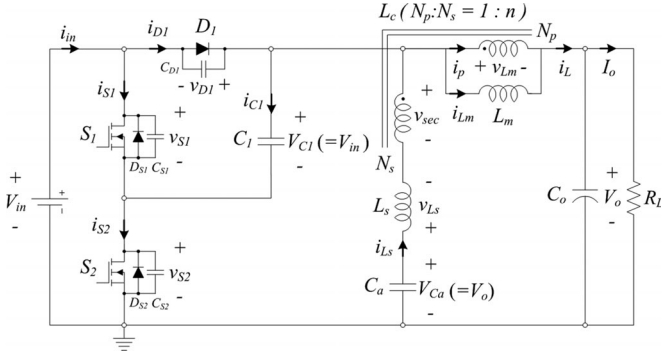 L_c ( N_p:N_s = 1 : n )
i_in
i_D1
D_1
N_p
C_D1
- v_D1 +
i_p
+ v_Lm -
i_L
I_o
i_S1
i_C1
i_Lm
L_m
S_1
+
v_S1
-
D_S1 C_S1
C_1
+
V_C1 (=V_in)
-
+
v_sec
-
N_s
+
V_in
-
i_S2
L_s
-
v_Ls
+
C_o
+
V_o
-
R_L
S_2
+
v_S2
-
D_S2 C_S2
i_Ls
C_a
+
V_Ca (=V_o)
-